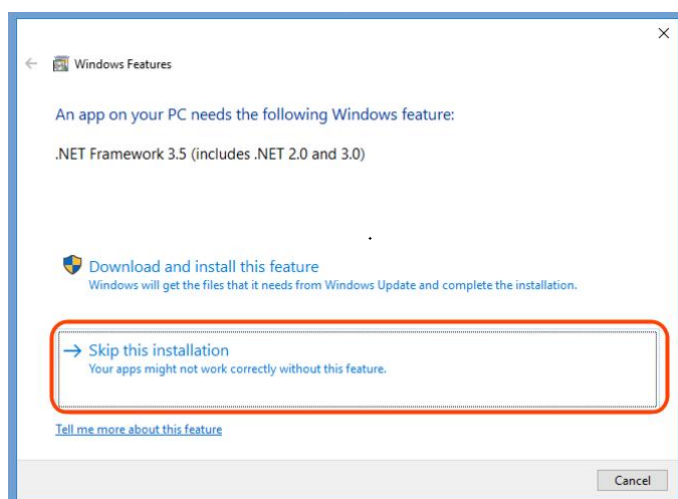 Windows Features
An app on your PC needs the following Windows feature:
.NET Framework 3.5 (includes .NET 2.0 and 3.0)
Download and install this feature
Windows will get the files that it needs from Windows Update and complete the installation.
Skip this installation
Your apps might not work correctly without this feature.
Tell me more about this feature
Cancel